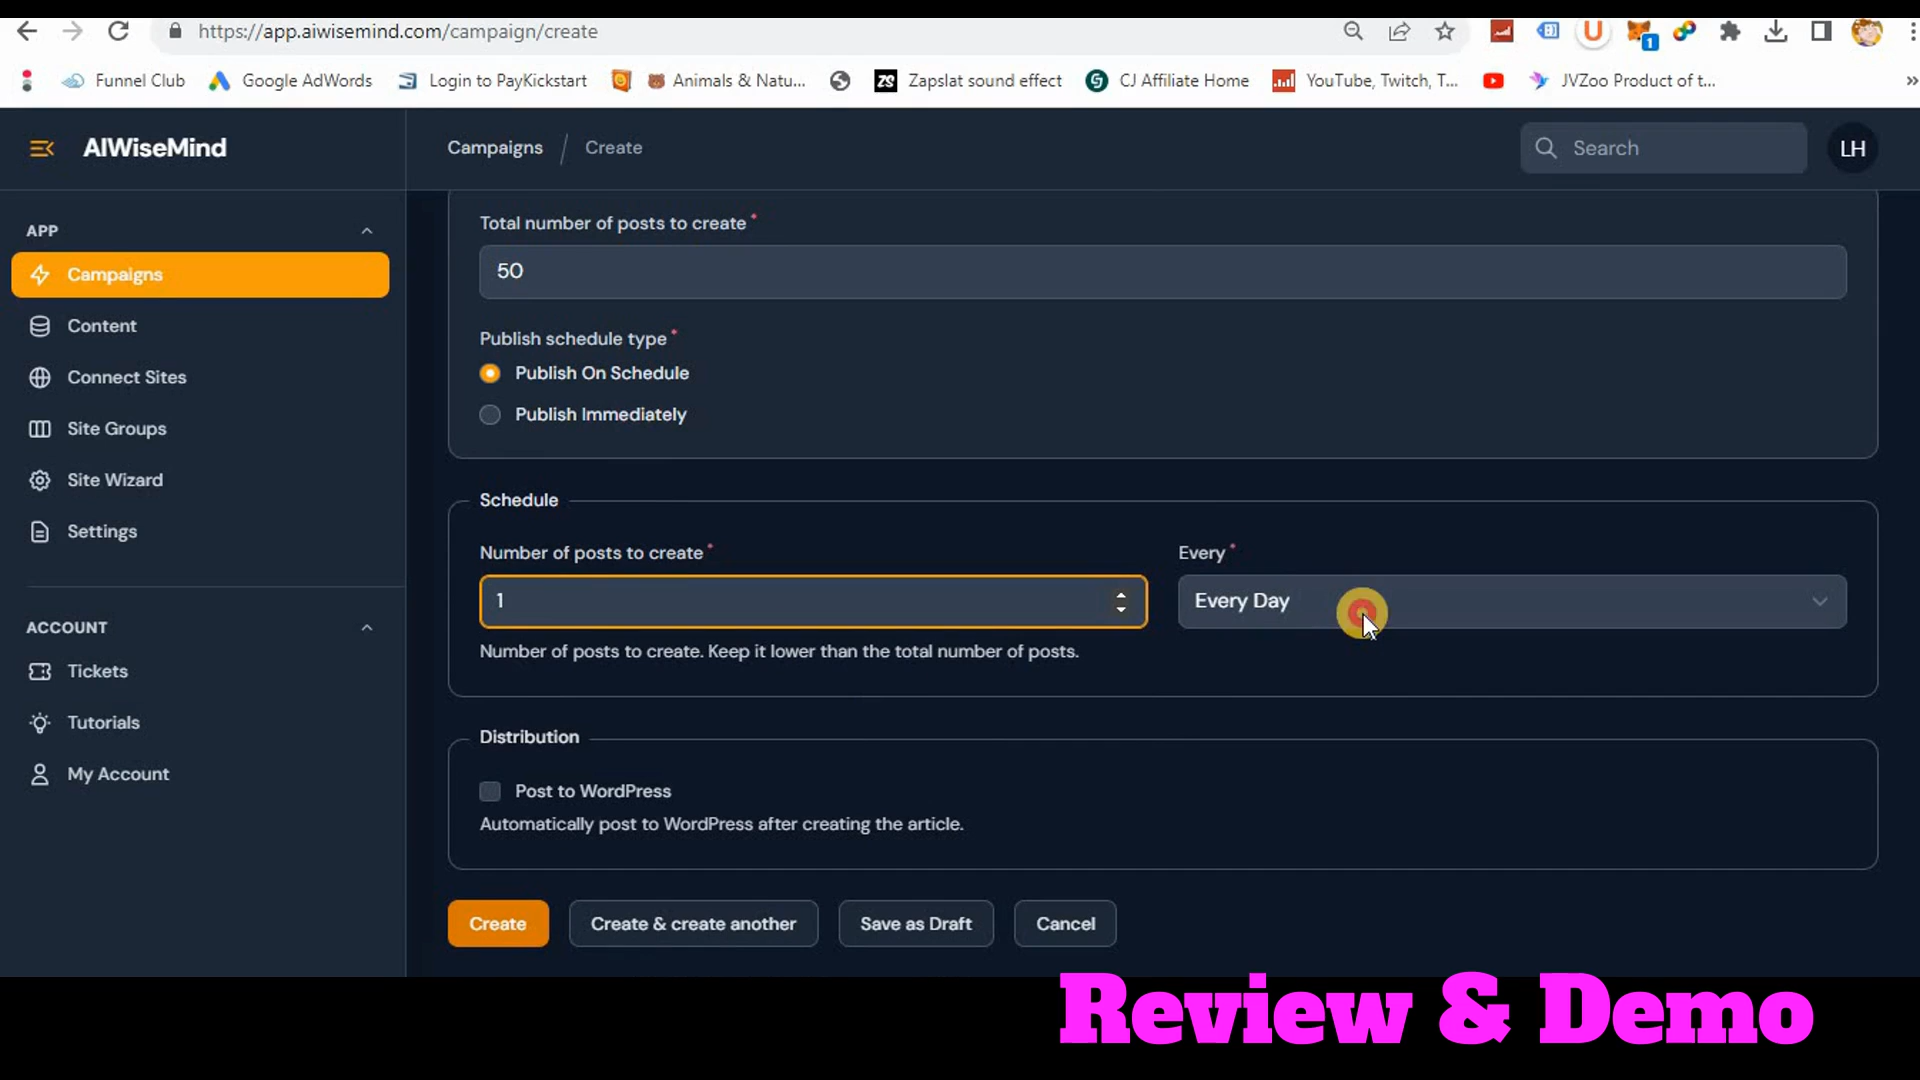 https://app.aiwisemind.com/campaign/create
1
Funnel Club
Google AdWords
Login to PayKickstart
Animals & Natu...
ZS Zapslat sound effect
CJ Affiliate Home
YouTube, Twitch, T...
JVZoo Product of t...
»
AIWiseMind
Campaigns / Create
Search
LH
APP
Campaigns
Content
Connect Sites
Site Groups
Site Wizard
Settings
ACCOUNT
Tickets
Tutorials
My Account
Total number of posts to create *
50
Publish schedule type *
Publish On Schedule
Publish Immediately
Schedule
Number of posts to create *
1
Number of posts to create. Keep it lower than the total number of posts.
Every *
Every Day
Distribution
Post to WordPress
Automatically post to WordPress after creating the article.
Create
Create & create another
Save as Draft
Cancel
Review & Demo